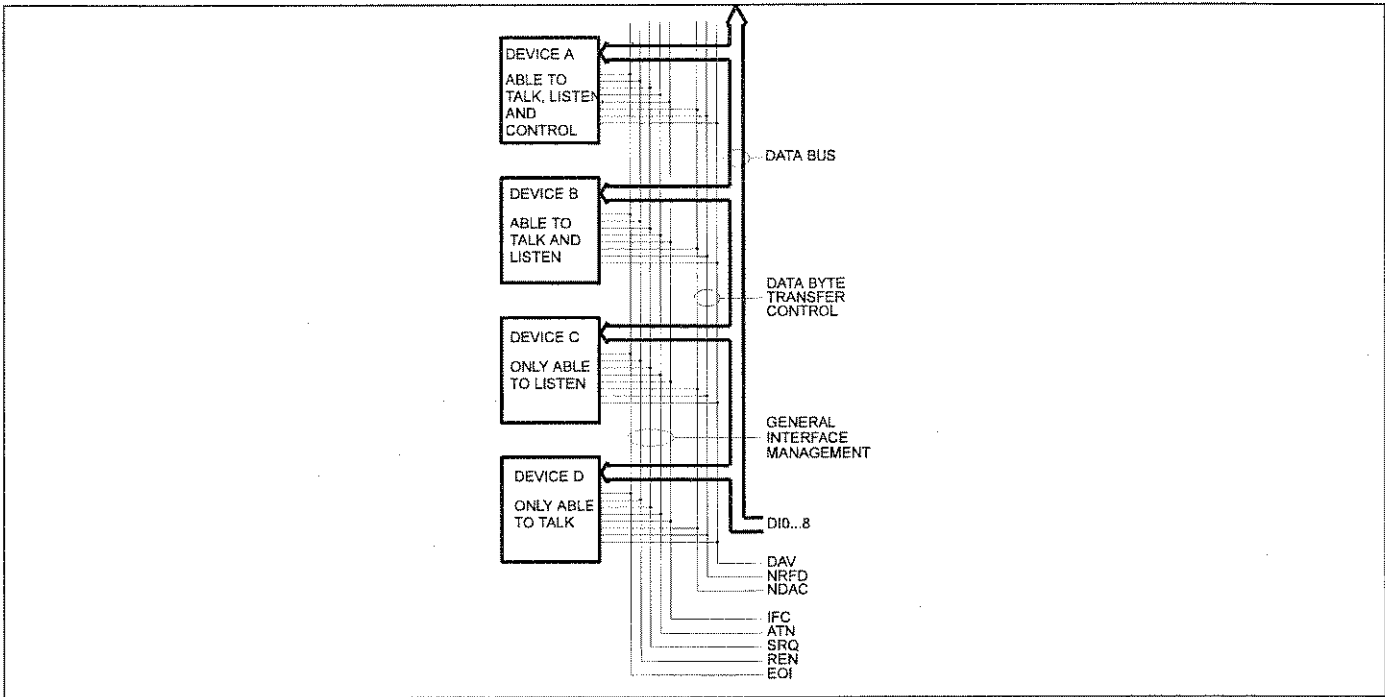 DEVICE A
ABLE TO
TALK, LISTEN
AND
CONTROL
DATA BUS
DEVICE B
ABLE TO
TALK AND
LISTEN
DATA BYTE
TRANSFER
CONTROL
DEVICE C
ONLY ABLE
TO LISTEN
GENERAL
INTERFACE
MANAGEMENT
DEVICE D
ONLY ABLE
TO TALK
DI0...8
DAV
NRFD
NDAC
IFC
ATN
SRQ
REN
EOI